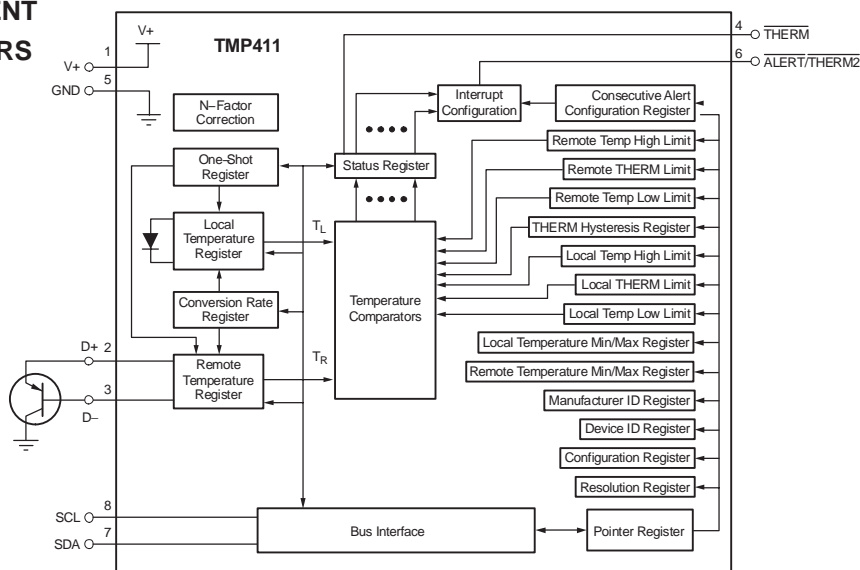 ENT
RS
V+
TMP411
1
V+
5
GND
4
THERM
6
ALERT/THERM2
N–Factor
Correction
Interrupt
Configuration
Consecutive Alert
Configuration Register
One-Shot
Register
Status Register
Remote Temp High Limit
Remote THERM Limit
Remote Temp Low Limit
THERM Hysteresis Register
Local Temp High Limit
Local THERM Limit
Local Temp Low Limit
Local Temperature Min/Max Register
Remote Temperature Min/Max Register
Manufacturer ID Register
Device ID Register
Configuration Register
Resolution Register
Local
Temperature
Register
TL
Temperature
Comparators
Conversion Rate
Register
D+ 2
Remote
Temperature
Register
TR
3
D–
8
SCL
7
SDA
Bus Interface
Pointer Register